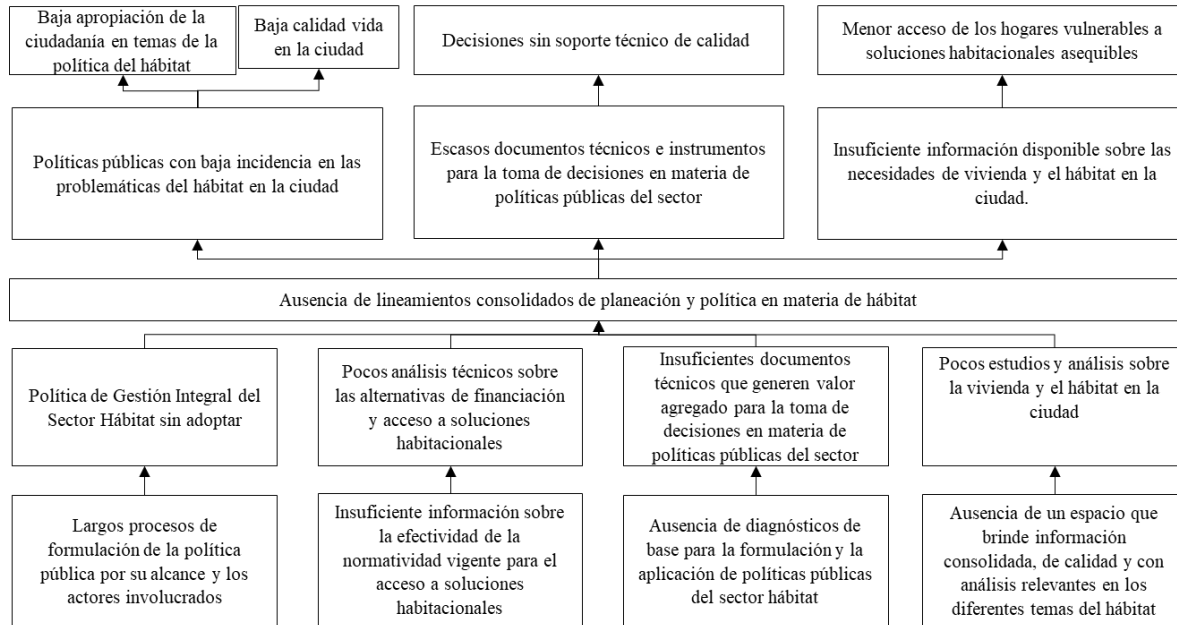 Baja apropiación de la
ciudadanía en temas de la
política del hábitat
Baja calidad vida
en la ciudad
Decisiones sin soporte técnico de calidad
Menor acceso de los hogares vulnerables a
soluciones habitacionales asequibles
Políticas públicas con baja incidencia en las
problemáticas del hábitat en la ciudad
Escasos documentos técnicos e instrumentos
para la toma de decisiones en materia de
políticas públicas del sector
Insuficiente información disponible sobre las
necesidades de vivienda y el hábitat en la
ciudad.
Ausencia de lineamientos consolidados de planeación y política en materia de hábitat
Política de Gestión Integral del
Sector Hábitat sin adoptar
Pocos análisis técnicos sobre
las alternativas de financiación
y acceso a soluciones
habitacionales
Insuficientes documentos
técnicos que generen valor
agregado para la toma de
decisiones en materia de
políticas públicas del sector
Pocos estudios y análisis sobre
la vivienda y el hábitat en la
ciudad
Largos procesos de
formulación de la política
pública por su alcance y los
actores involucrados
Insuficiente información sobre
la efectividad de la
normatividad vigente para el
acceso a soluciones
habitacionales
Ausencia de diagnósticos de
base para la formulación y la
aplicación de políticas públicas
del sector hábitat
Ausencia de un espacio que
brinde información
consolidada, de calidad y con
análisis relevantes en los
diferentes temas del hábitat